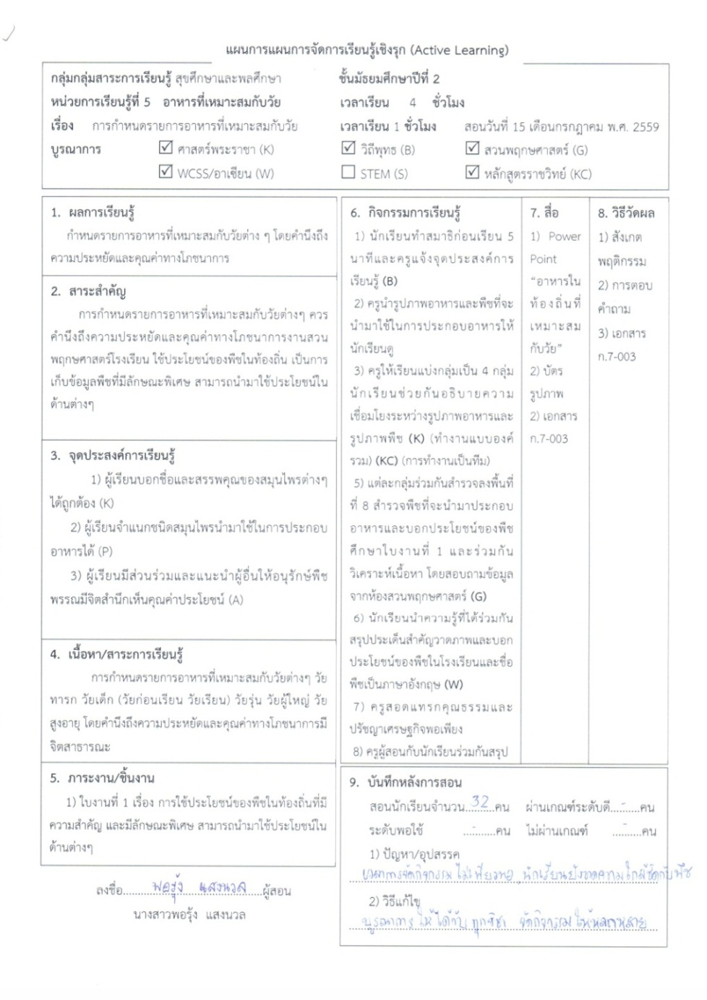 แผนการแผนการจัดการเรียนรู้เชิงรุก (Active Learning)
กลุ่มกลุ่มสาระการเรียนรู้ สุขศึกษาและพลศึกษา ชั้นมัธยมศึกษาปีที่ 2
หน่วยการเรียนรู้ที่ 5 อาหารที่เหมาะสมกับวัย เวลาเรียน 4 ชั่วโมง
เรื่อง การกำหนดรายการอาหารที่เหมาะสมกับวัย เวลาเรียน 1 ชั่วโมง สอนวันที่ 15 เดือนกรกฎาคม พ.ศ. 2559
บูรณาการ ☑ ศาสตร์พระราชา (K) ☑ วิถีพุทธ (B) ☑ สวนพฤกษศาสตร์ (G)
☑ WCSS/อาเซียน (W) ☐ STEM (S) ☑ หลักสูตรราชวิทย์ (KC)
1. ผลการเรียนรู้
กำหนดรายการอาหารที่เหมาะสมกับวัยต่าง ๆ โดยคำนึงถึง
ความประหยัดและคุณค่าทางโภชนาการ
2. สาระสำคัญ
การกำหนดรายการอาหารที่เหมาะสมกับวัยต่างๆ ควร
คำนึงถึงความประหยัดและคุณค่าทางโภชนาการงานสวน
พฤกษศาสตร์โรงเรียน ใช้ประโยชน์ของพืชในท้องถิ่น เป็นการ
เก็บข้อมูลพืชที่มีลักษณะพิเศษ สามารถนำมาใช้ประโยชน์ใน
ด้านต่างๆ
3. จุดประสงค์การเรียนรู้
1) ผู้เรียนบอกชื่อและสรรพคุณของสมุนไพรต่างๆ
ได้ถูกต้อง (K)
2) ผู้เรียนจำแนกชนิดสมุนไพรนำมาใช้ในการประกอบ
อาหารได้ (P)
3) ผู้เรียนมีส่วนร่วมและแนะนำผู้อื่นให้อนุรักษ์พืช
พรรณมีจิตสำนึกเห็นคุณค่าประโยชน์ (A)
4. เนื้อหา/สาระการเรียนรู้
การกำหนดรายการอาหารที่เหมาะสมกับวัยต่างๆ วัย
ทารก วัยเด็ก (วัยก่อนเรียน วัยเรียน) วัยรุ่น วัยผู้ใหญ่ วัย
สูงอายุ โดยคำนึงถึงความประหยัดและคุณค่าทางโภชนาการมี
จิตสาธารณะ
5. ภาระงาน/ชิ้นงาน
1) ใบงานที่ 1 เรื่อง การใช้ประโยชน์ของพืชในท้องถิ่นที่มี
ความสำคัญ และมีลักษณะพิเศษ สามารถนำมาใช้ประโยชน์ใน
ด้านต่างๆ
ลงชื่อ พอรุ้ง แสงนวล ผู้สอน
นางสาวพอรุ้ง แสงนวล
6. กิจกรรมการเรียนรู้
1) นักเรียนทำสมาธิก่อนเรียน 5
นาทีและครูแจ้งจุดประสงค์การ
เรียนรู้ (B)
2) ครูนำรูปภาพอาหารและพืชที่จะ
นำมาใช้ในการประกอบอาหารให้
นักเรียนดู
3) ครูให้เรียนแบ่งกลุ่มเป็น 4 กลุ่ม
นักเรียนช่วยกันอธิบายความ
เชื่อมโยงระหว่างรูปภาพอาหารและ
รูปภาพพืช (K) (ทำงานแบบองค์
รวม) (KC) (การทำงานเป็นทีม)
5) แต่ละกลุ่มร่วมกันสำรวจลงพื้นที่
ที่ 8 สำรวจพืชที่จะนำมาประกอบ
อาหารและบอกประโยชน์ของพืช
ศึกษาใบงานที่ 1 และร่วมกัน
วิเคราะห์เนื้อหา โดยสอบถามข้อมูล
จากห้องสวนพฤกษศาสตร์ (G)
6) นักเรียนนำความรู้ที่ได้ร่วมกัน
สรุปประเด็นสำคัญวาดภาพและบอก
ประโยชน์ของพืชในโรงเรียนและชื่อ
พืชเป็นภาษาอังกฤษ (W)
7) ครูสอดแทรกคุณธรรมและ
ปรัชญาเศรษฐกิจพอเพียง
8) ครูผู้สอนกับนักเรียนร่วมกันสรุป
7. สื่อ
1) Power
Point
“อาหารใน
ท้องถิ่นที่
เหมาะสม
กับวัย”
2) บัตร
รูปภาพ
2) เอกสาร
ก.7-003
8. วิธีวัดผล
1) สังเกต
พฤติกรรม
2) การตอบ
คำถาม
3) เอกสาร
ก.7-003
9. บันทึกหลังการสอน
สอนนักเรียนจำนวน 32 คน ผ่านเกณฑ์ระดับดี - คน
ระดับพอใช้ - คน ไม่ผ่านเกณฑ์ - คน
1) ปัญหา/อุปสรรค
เวลาการจัดกิจกรรมไม่เพียงพอ นักเรียนยังขาดความใกล้ชิดกับพืช
2) วิธีแก้ไข
บูรณาการให้ได้กับทุกวิชา จัดกิจกรรมให้หลากหลาย